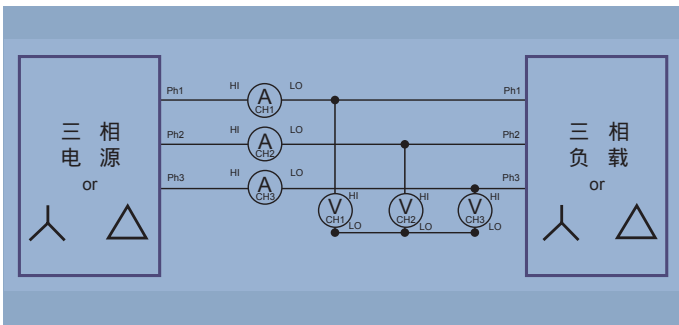 HI
LO
Ph1
A
CH1
Ph1
HI
LO
Ph2
A
CH2
Ph2
HI
LO
Ph3
A
CH3
Ph3
三 相
电 源
or
三 相
负 载
or
HI
V
CH1
LO
HI
V
CH2
LO
HI
V
CH3
LO